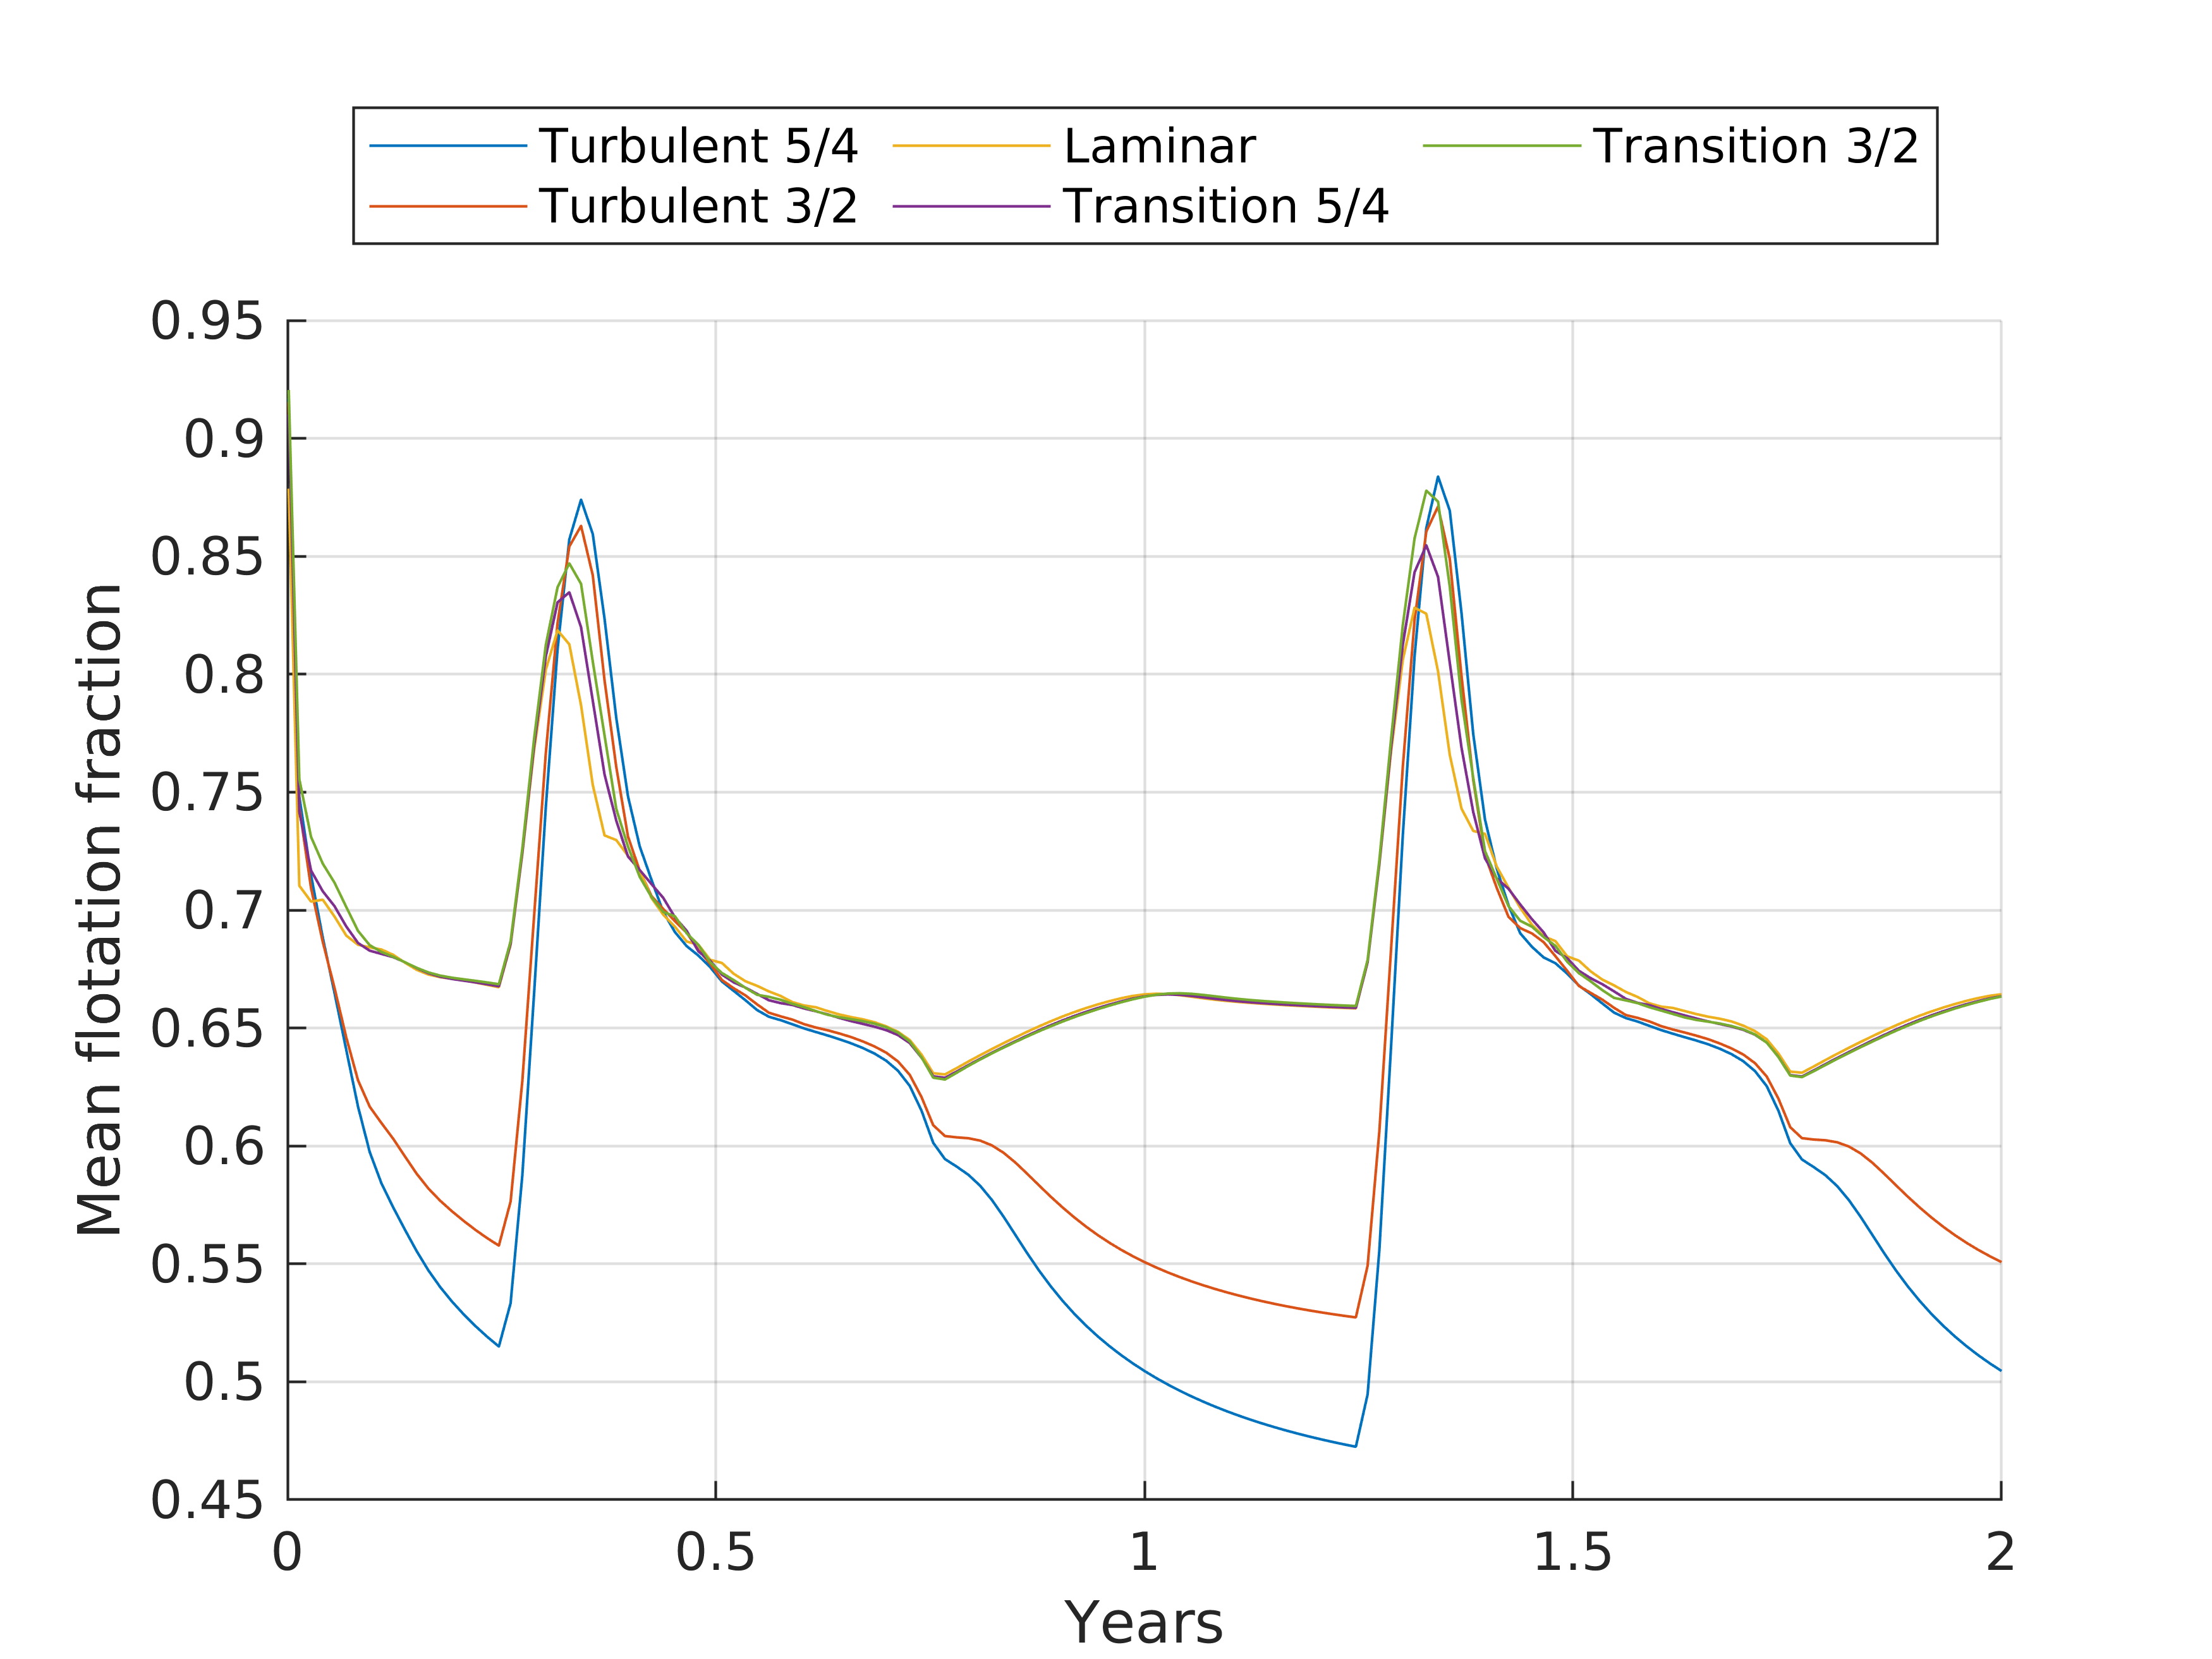 Turbulent 5/4 Laminar Transition 3/2
Turbulent 3/2 Transition 5/4
0.95
0.9
0.85
0.8
0.75
0.7
0.65
0.6
0.55
0.5
0.45
Mean flotation fraction
0 0.5 1 1.5 2
Years